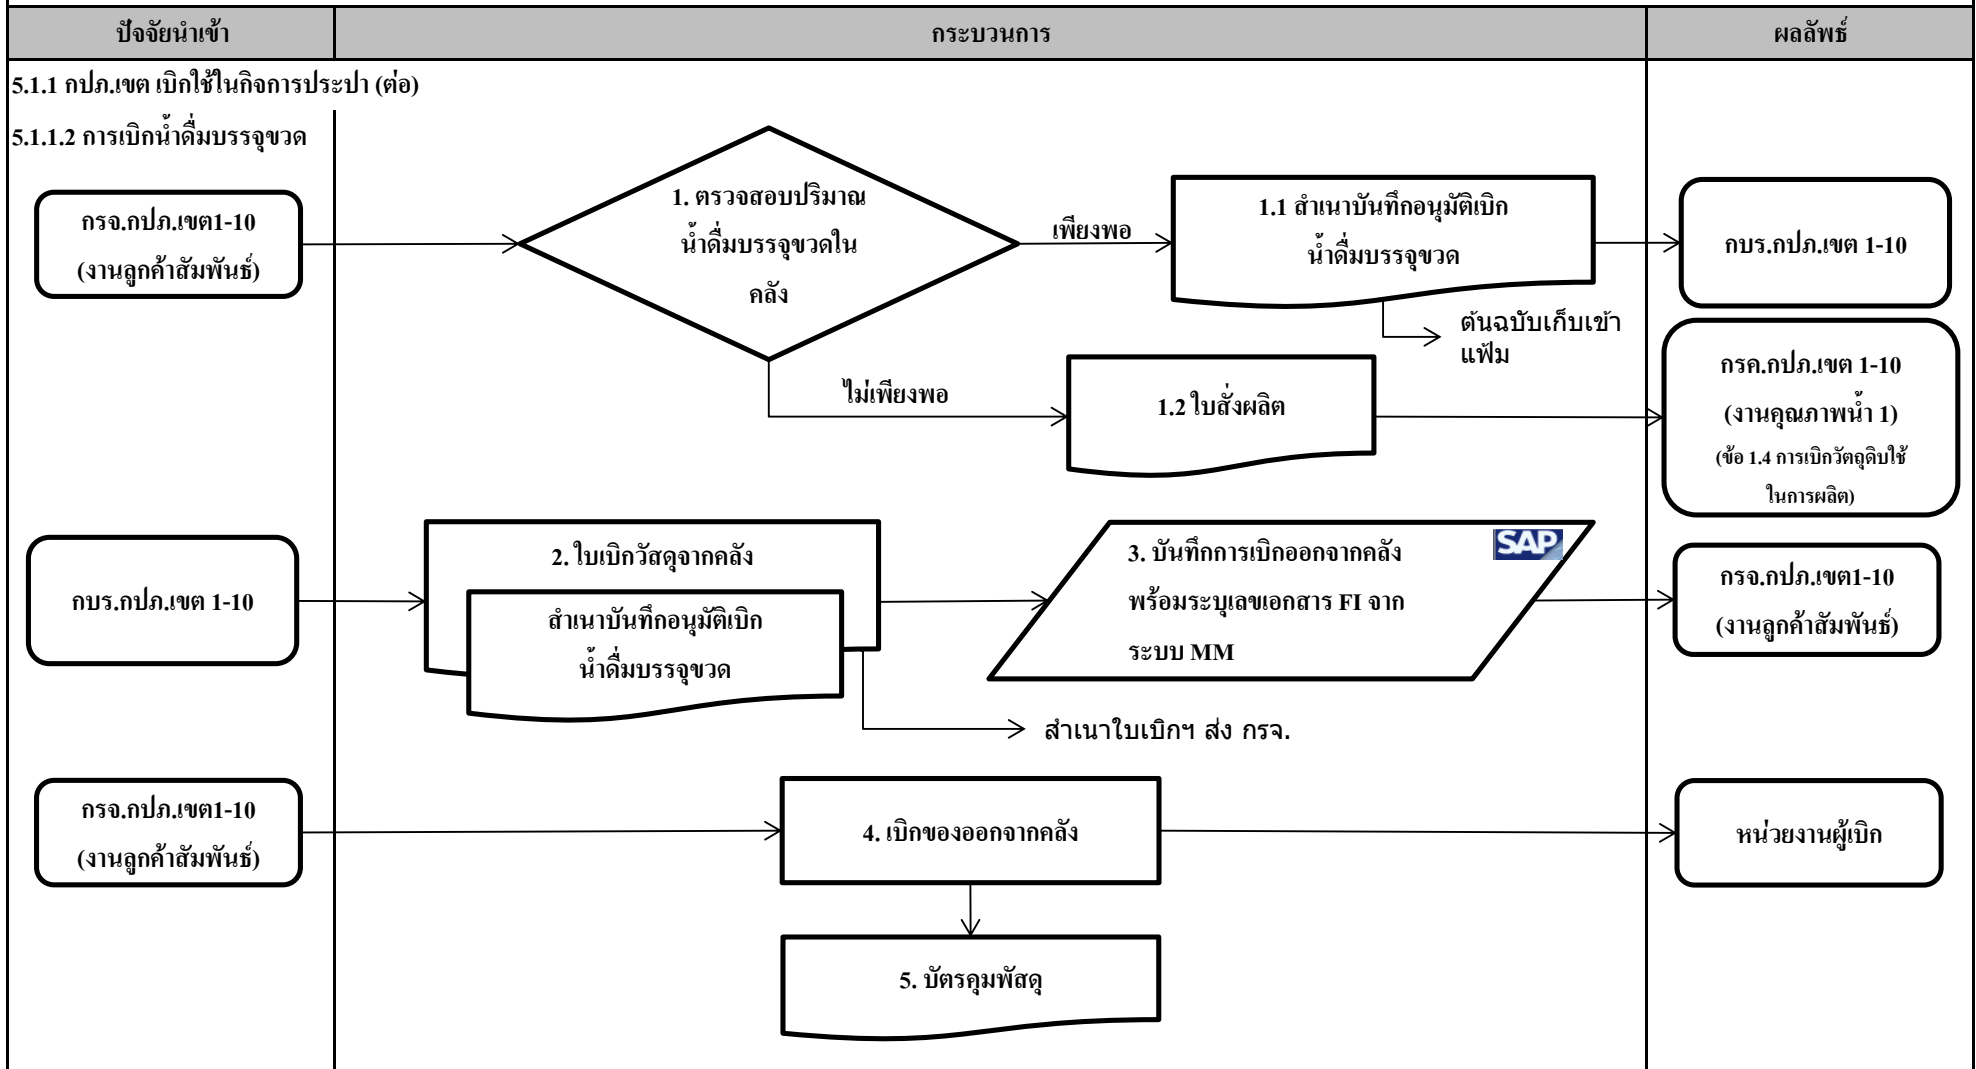 ปัจจัยนำเข้า
กระบวนการ
ผลลัพธ์
5.1.1 กปภ.เขต เบิกใช้ในกิจการประปา (ต่อ)
5.1.1.2 การเบิกน้ำดื่มบรรจุขวด
กรจ.กปภ.เขต1-10
(งานลูกค้าสัมพันธ์)
1. ตรวจสอบปริมาณ
น้ำดื่มบรรจุขวดใน
คลัง
เพียงพอ
1.1 สำเนาบันทึกอนุมัติเบิก
น้ำดื่มบรรจุขวด
กบร.กปภ.เขต 1-10
ต้นฉบับเก็บเข้า
แฟ้ม
ไม่เพียงพอ
1.2 ใบสั่งผลิต
กรค.กปภ.เขต 1-10
(งานคุณภาพน้ำ 1)
(ข้อ 1.4 การเบิกวัตถุดิบใช้
ในการผลิต)
กบร.กปภ.เขต 1-10
2. ใบเบิกวัสดุจากคลัง
สำเนาบันทึกอนุมัติเบิก
น้ำดื่มบรรจุขวด
3. บันทึกการเบิกออกจากคลัง
พร้อมระบุเลขเอกสาร FI จาก
ระบบ MM
SAP
กรจ.กปภ.เขต1-10
(งานลูกค้าสัมพันธ์)
สำเนาใบเบิกฯ ส่ง กรจ.
กรจ.กปภ.เขต1-10
(งานลูกค้าสัมพันธ์)
4. เบิกของออกจากคลัง
หน่วยงานผู้เบิก
5. บัตรคุมพัสดุ